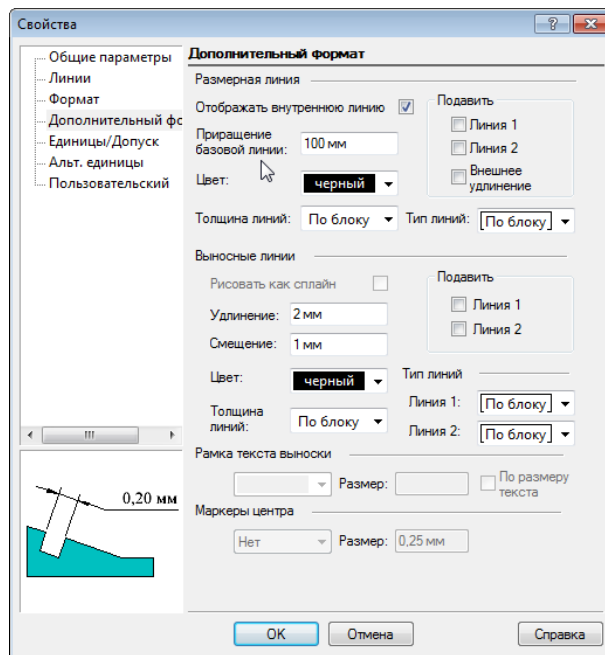 Свойства
Общие параметры
Линии
Формат
Дополнительный фо
Единицы/Допуск
Альт. единицы
Пользовательский
0,20 мм
Дополнительный формат
Размерная линия
Отображать внутреннюю линию
Подавить
Линия 1
Линия 2
Внешнее
удлинение
Приращение
базовой линии:
100 мм
Цвет:
черный
Толщина линий:
По блоку
Тип линий:
[По блоку]
Выносные линии
Рисовать как сплайн
Подавить
Линия 1
Линия 2
Удлинение:
2 мм
Смещение:
1 мм
Цвет:
черный
Тип линий
Линия 1:
[По блоку]
Толщина
линий:
По блоку
Линия 2:
[По блоку]
Рамка текста выноски
Размер:
По размеру
текста
Маркеры центра
Нет
Размер:
0,25 мм
OK
Отмена
Справка